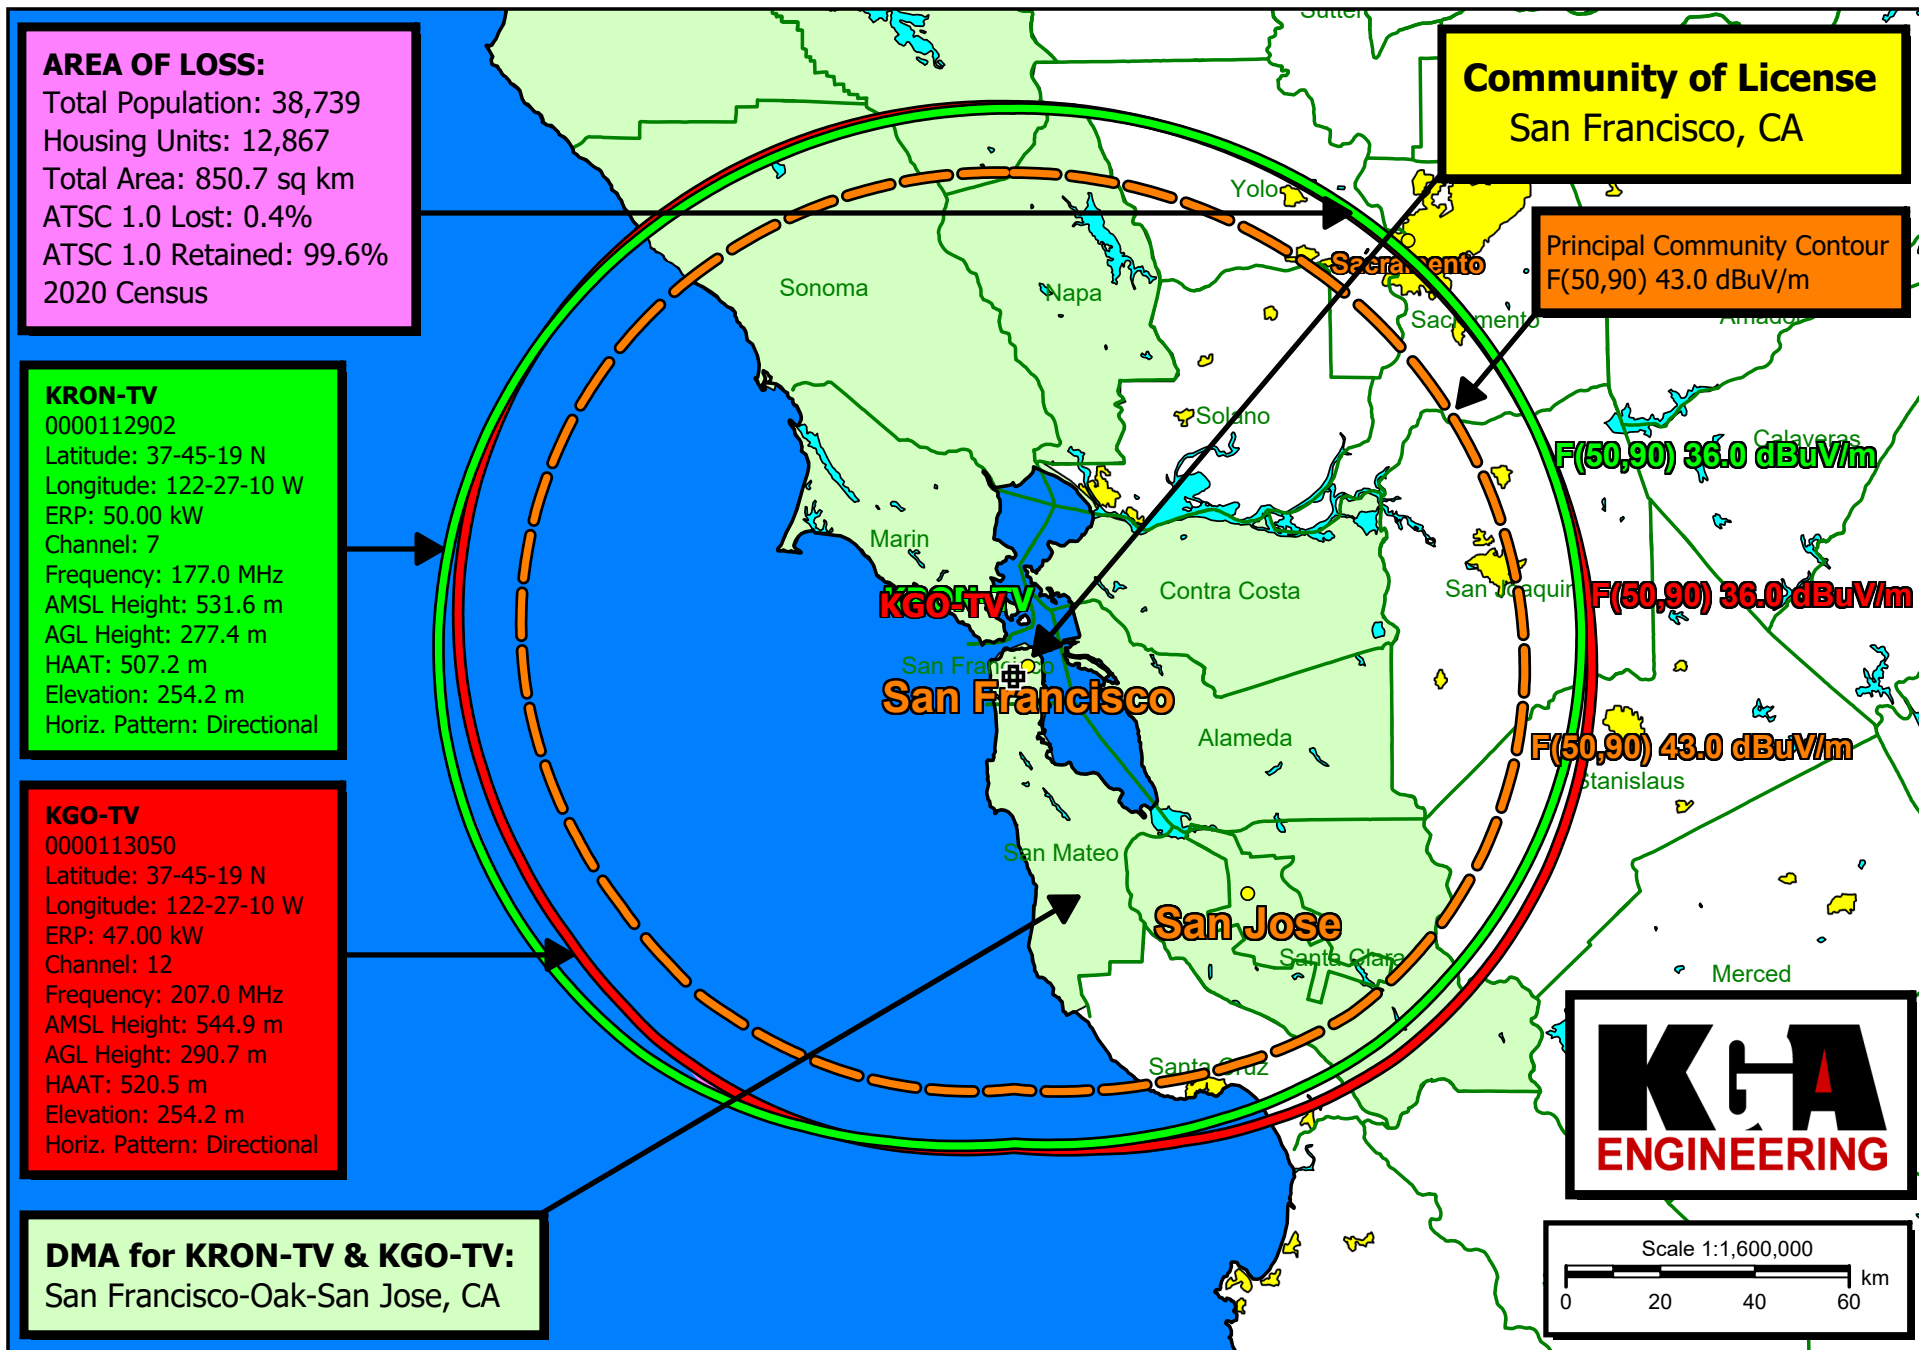 Sutter
AREA OF LOSS:
Total Population: 38,739
Housing Units: 12,867
Total Area: 850.7 sq km
ATSC 1.0 Lost: 0.4%
ATSC 1.0 Retained: 99.6%
2020 Census
Community of License
San Francisco, CA
Principal Community Contour
F(50,90) 43.0 dBuV/m
KRON-TV
0000112902
Latitude: 37-45-19 N
Longitude: 122-27-10 W
ERP: 50.00 kW
Channel: 7
Frequency: 177.0 MHz
AMSL Height: 531.6 m
AGL Height: 277.4 m
HAAT: 507.2 m
Elevation: 254.2 m
Horiz. Pattern: Directional
KGO-TV
0000113050
Latitude: 37-45-19 N
Longitude: 122-27-10 W
ERP: 47.00 kW
Channel: 12
Frequency: 207.0 MHz
AMSL Height: 544.9 m
AGL Height: 290.7 m
HAAT: 520.5 m
Elevation: 254.2 m
Horiz. Pattern: Directional
DMA for KRON-TV & KGO-TV:
San Francisco-Oak-San Jose, CA
Yolo
Sacramento
Sonoma
Napa
Sacramento
Amador
Solano
Calaveras
F(50,90) 36.0 dBuV/m
Marin
Contra Costa
San Joaquin
KRON-TV
KGO-TV
F(50,90) 36.0 dBuV/m
San Francisco
San Francisco
Alameda
F(50,90) 43.0 dBuV/m
Stanislaus
San Mateo
San Jose
Santa Clara
Merced
Santa Cruz
KGA
ENGINEERING
Scale 1:1,600,000
km
0 20 40 60